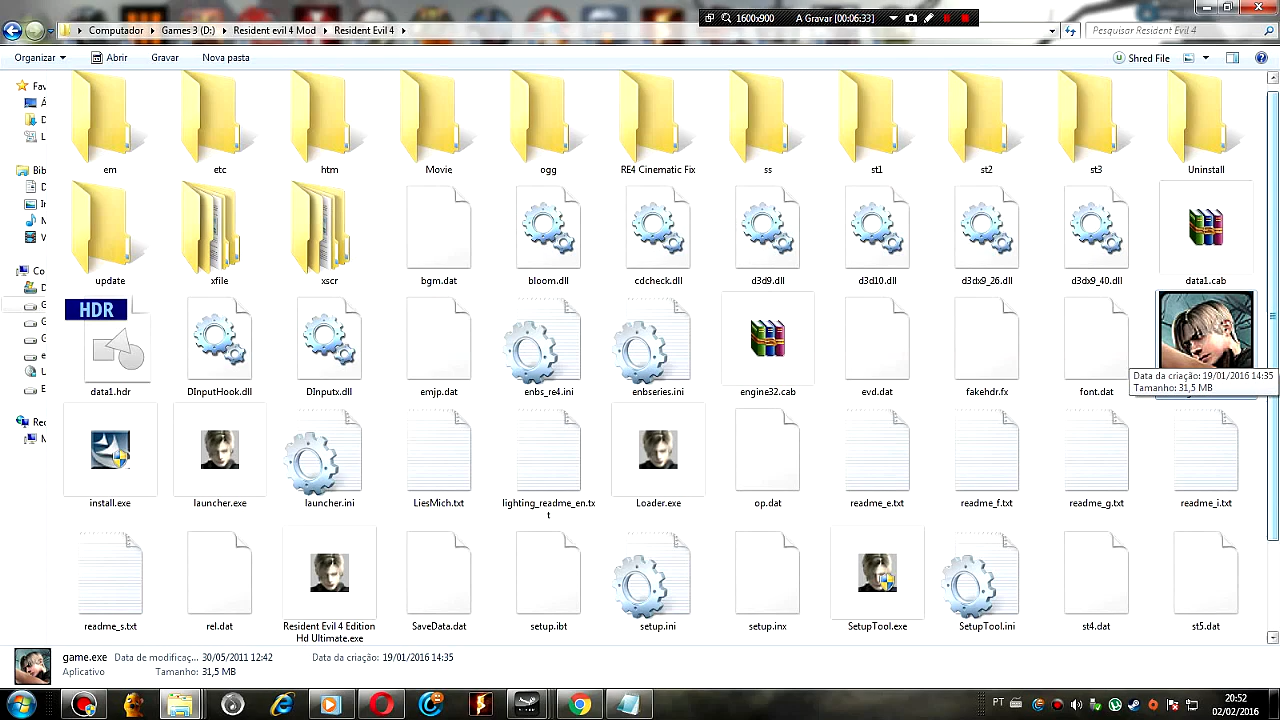 1600x900
A Gravar [00:06:33]
Computador
Games 3 (D:)
Resident evil 4 Mod
Resident Evil 4
Pesquisar Resident Evil 4
Organizar
Abrir
Gravar
Nova pasta
Shred File
Fav
Bib
Co
Rec
em
etc
htm
Movie
ogg
RE4 Cinematic Fix
ss
st1
st2
st3
Uninstall
update
xfile
xscr
bgm.dat
bloom.dll
cdcheck.dll
d3d9.dll
d3d10.dll
d3dx9_26.dll
d3dx9_40.dll
data1.cab
HDR
data1.hdr
DInputHook.dll
DInputx.dll
emjp.dat
enbs_re4.ini
enbseries.ini
engine32.cab
evd.dat
fakehdr.fx
font.dat
Data da criação: 19/01/2016 14:35
Tamanho: 31,5 MB
install.exe
launcher.exe
launcher.ini
LiesMich.txt
lighting_readme_en.tx
t
Loader.exe
op.dat
readme_e.txt
readme_f.txt
readme_g.txt
readme_i.txt
readme_s.txt
rel.dat
Resident Evil 4 Edition
Hd Ultimate.exe
SaveData.dat
setup.ibt
setup.ini
setup.inx
SetupTool.exe
SetupTool.ini
st4.dat
st5.dat
game.exe
Data de modificaç... 30/05/2011 12:42
Data da criação: 19/01/2016 14:35
Aplicativo
Tamanho: 31,5 MB
PT
20:52
02/02/2016